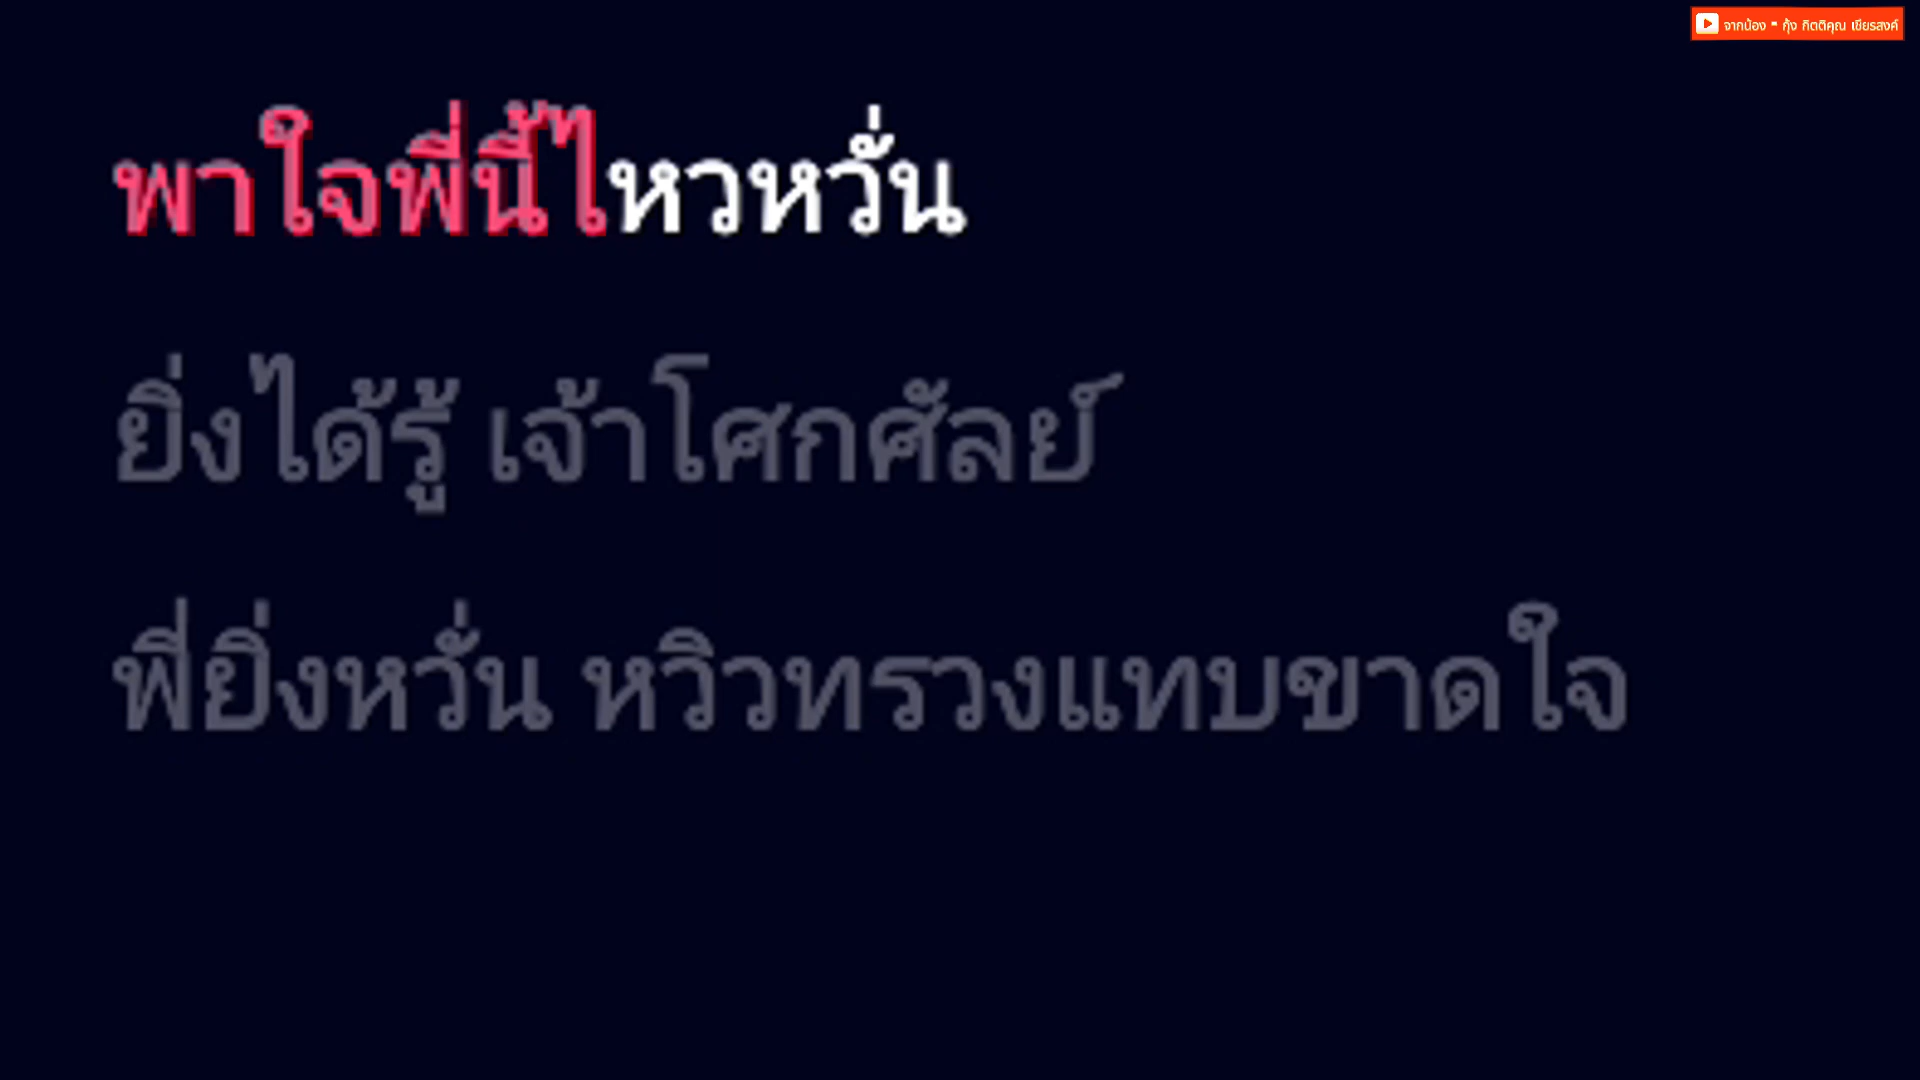 จากน้อง - กุ้ง กิตติคุณ เชียรสงค์
พาใจพี่นี้ไหวหวั่น
ยิ่งได้รู้ เจ้าโศกศัลย์
พี่ยิ่งหวั่น หวิวทรวงแทบขาดใจ